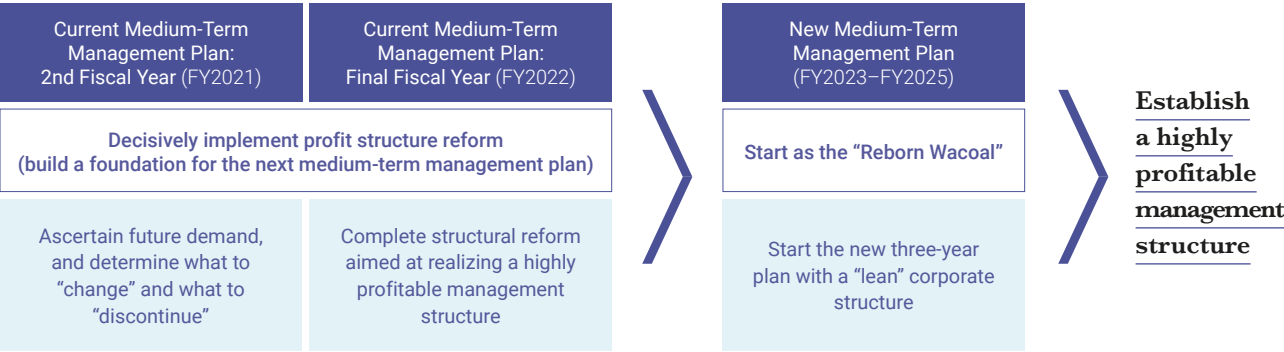 Current Medium-Term
Management Plan:
2nd Fiscal Year (FY2021)
Current Medium-Term
Management Plan:
Final Fiscal Year (FY2022)
New Medium-Term
Management Plan
(FY2023–FY2025)
Decisively implement profit structure reform
(build a foundation for the next medium-term management plan)
Start as the “Reborn Wacoal”
Ascertain future demand,
and determine what to
“change” and what to
“discontinue”
Complete structural reform
aimed at realizing a highly
profitable management
structure
Start the new three-year
plan with a “lean” corporate
structure
Establish
a highly
profitable
management
structure